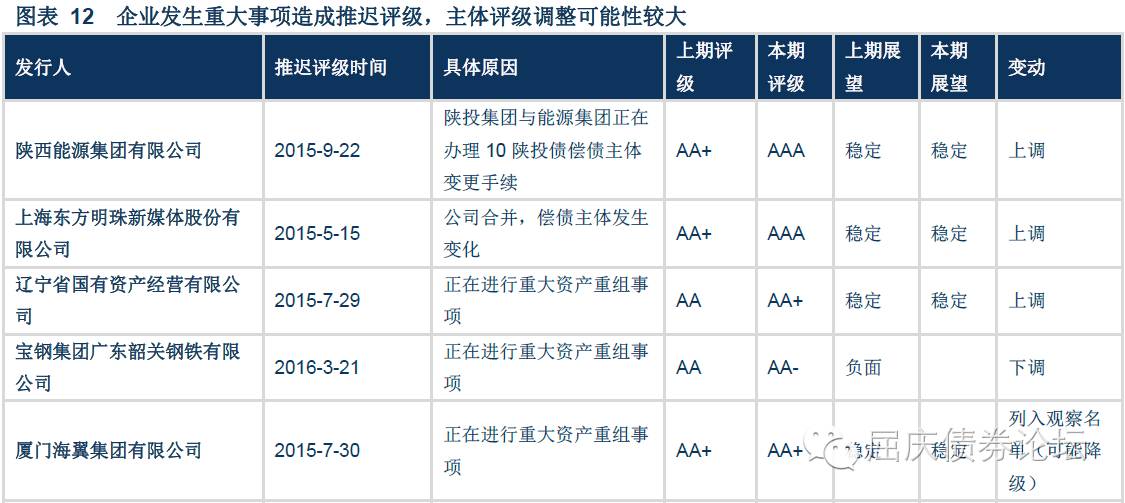 图表 12 企业发生重大事项造成推迟评级，主体评级调整可能性较大
发行人 推迟评级时间 具体原因 上期评级 本期评级 上期展望 本期展望 变动
陕西能源集团有限公司 2015-9-22 陕投集团与能源集团正在办理 10 陕投债偿债主体变更手续 AA+ AAA 稳定 稳定 上调
上海东方明珠新媒体股份有限公司 2015-5-15 公司合并，偿债主体发生变化 AA+ AAA 稳定 稳定 上调
辽宁省国有资产经营有限公司 2015-7-29 正在进行重大资产重组事项 AA AA+ 稳定 稳定 上调
宝钢集团广东韶关钢铁有限公司 2016-3-21 正在进行重大资产重组事项 AA AA- 负面 下调
厦门海翼集团有限公司 2015-7-30 正在进行重大资产重组事项 AA+ AA+ 稳定 稳定 列入观察名单（可能降级）
屈庆债券论坛